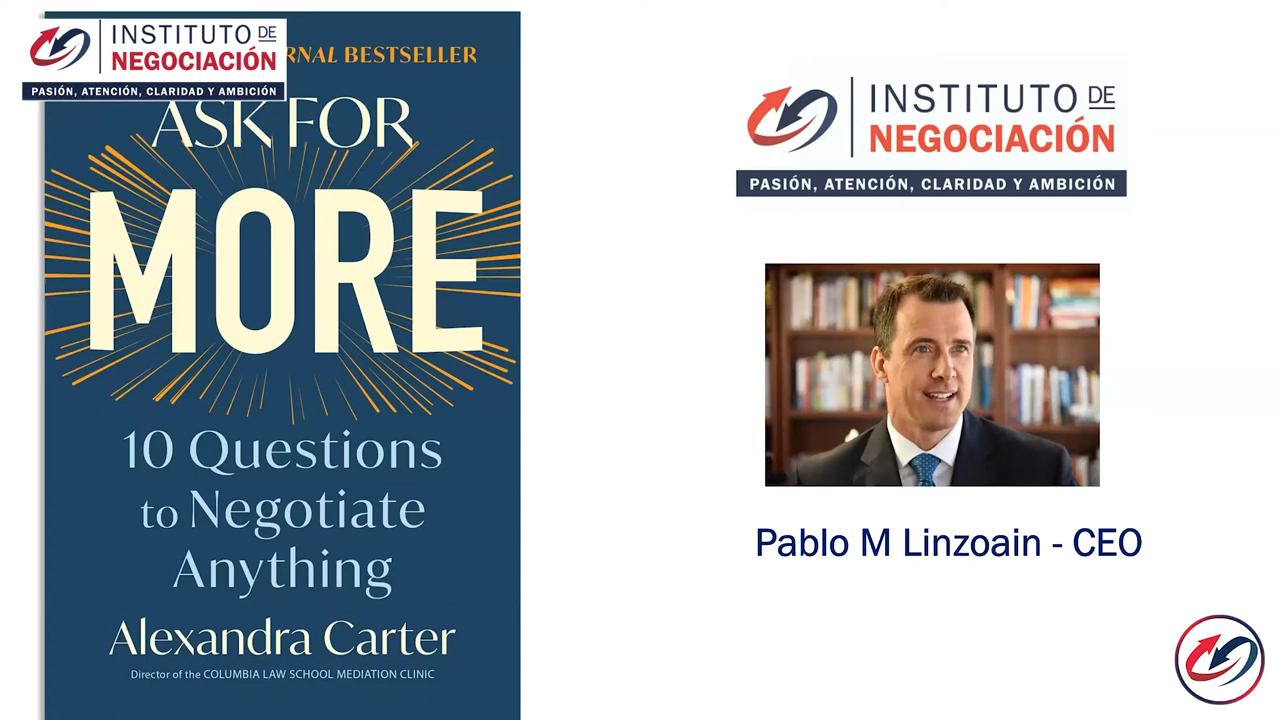 INSTITUTO DE
NEGOCIACIÓN
PASIÓN, ATENCIÓN, CLARIDAD Y AMBICIÓN
BESTSELLER
ASK FOR
MORE
10 Questions
to Negotiate
Anything
Alexandra Carter
Director of the COLUMBIA LAW SCHOOL MEDIATION CLINIC
INSTITUTO DE
NEGOCIACIÓN
PASIÓN, ATENCIÓN, CLARIDAD Y AMBICIÓN
Pablo M Linzoain - CEO